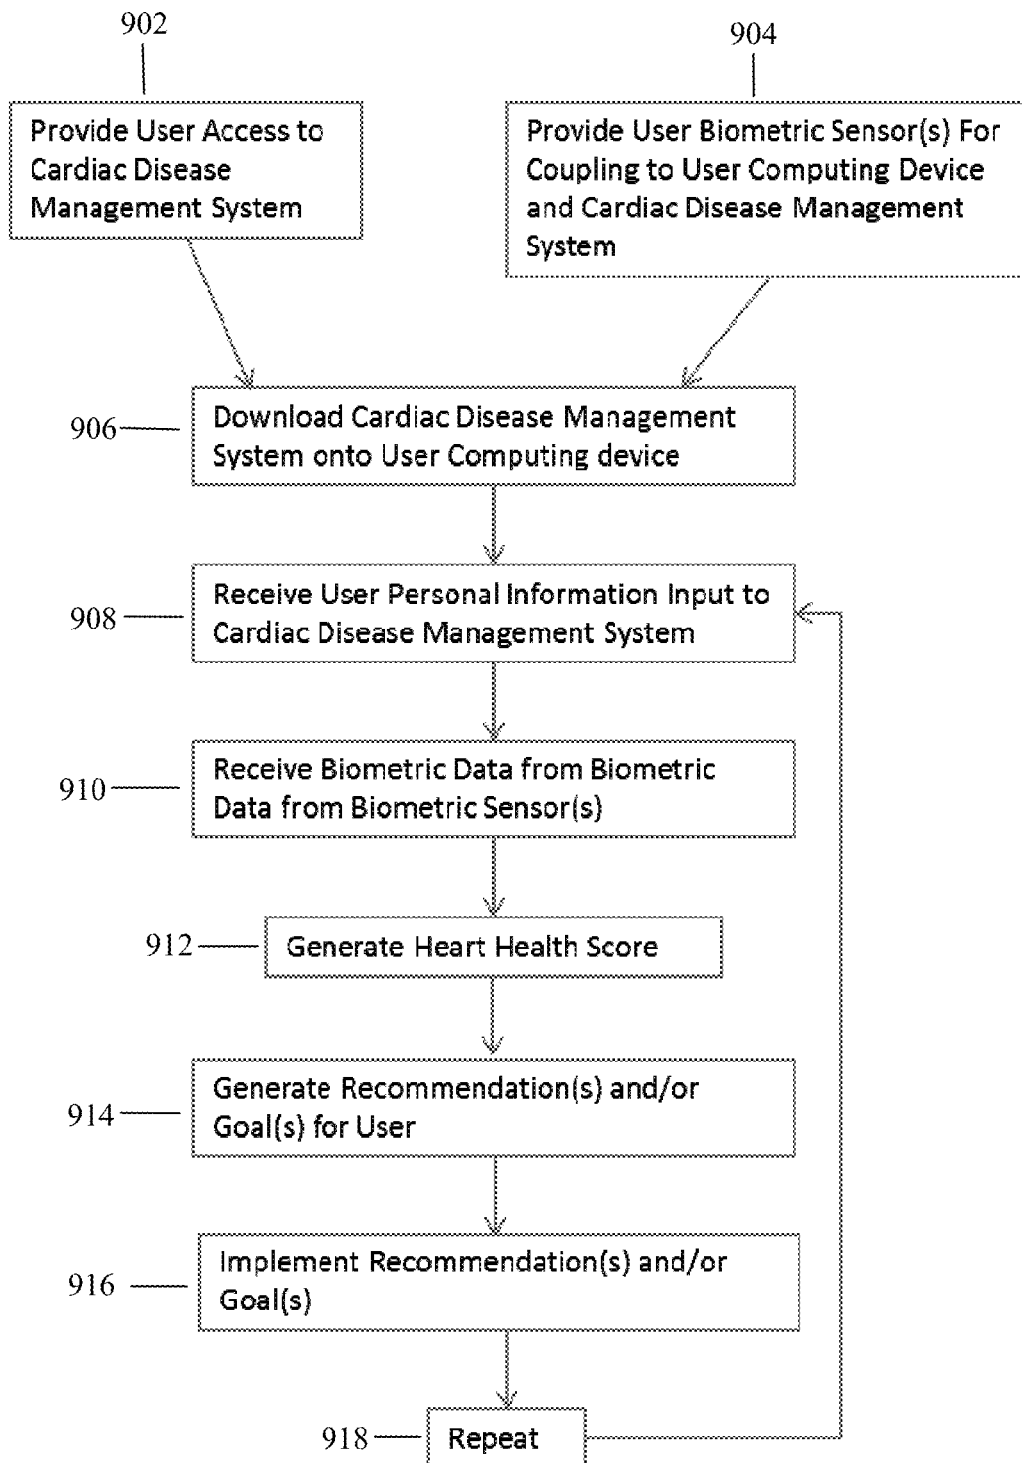 902
904
Provide User Access to
Cardiac Disease
Management System
Provide User Biometric Sensor(s) For
Coupling to User Computing Device
and Cardiac Disease Management
System
906
Download Cardiac Disease Management
System onto User Computing device
908
Receive User Personal Information Input to
Cardiac Disease Management System
910
Receive Biometric Data from Biometric
Data from Biometric Sensor(s)
912
Generate Heart Health Score
914
Generate Recommendation(s) and/or
Goal(s) for User
916
Implement Recommendation(s) and/or
Goal(s)
918
Repeat